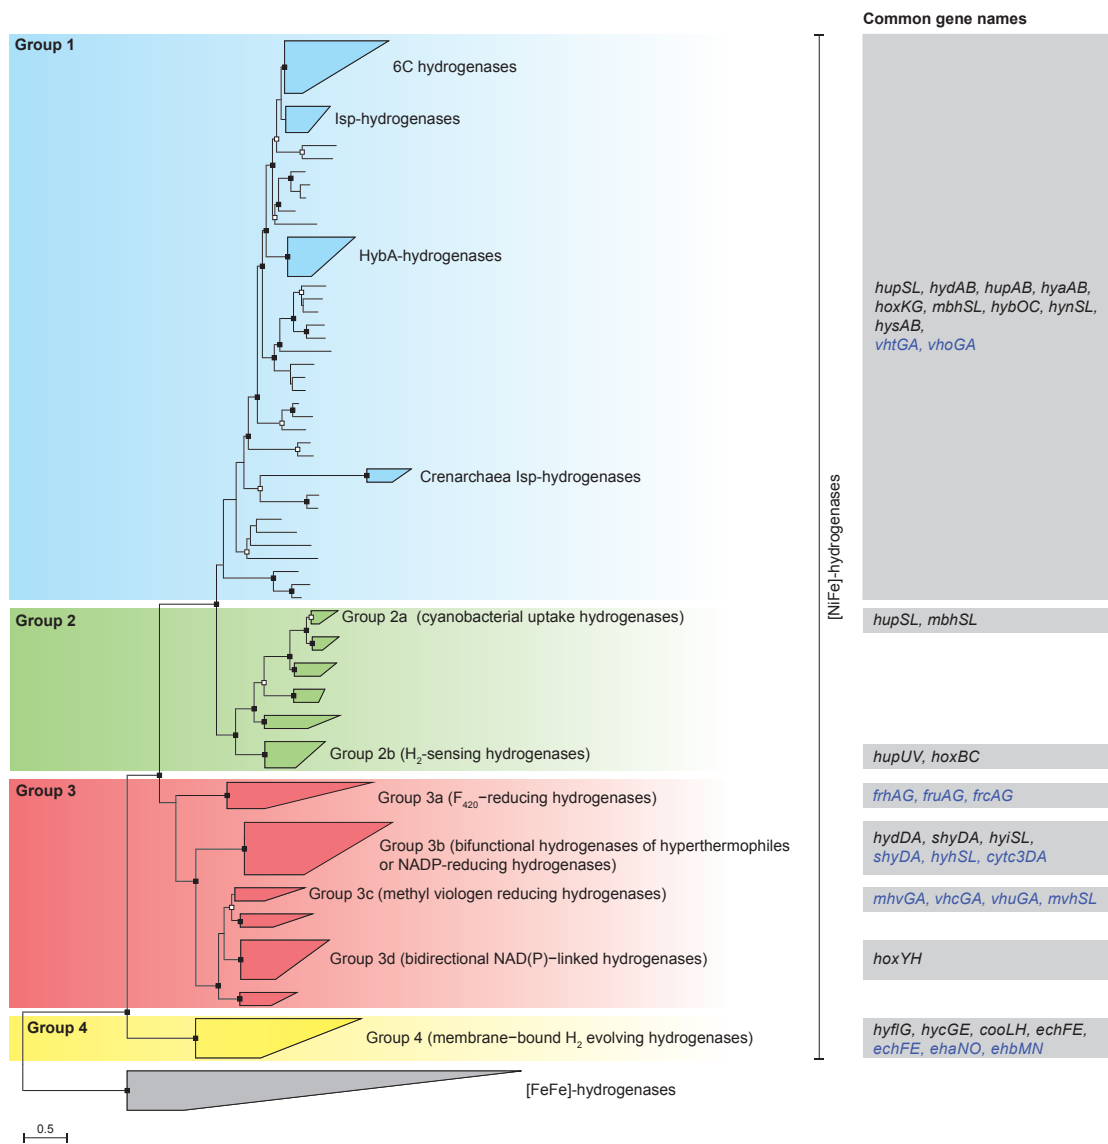 Common gene names
Group 1
6C hydrogenases
Isp-hydrogenases
HybA-hydrogenases
hupSL, hydAB, hupAB, hyaAB,
hoxKG, mbhSL, hybOC, hynSL,
hysAB,
vhtGA, vhoGA
Crenarchaea Isp-hydrogenases
[NiFe]-hydrogenases
Group 2
Group 2a (cyanobacterial uptake hydrogenases)
hupSL, mbhSL
Group 2b (H₂-sensing hydrogenases)
hupUV, hoxBC
Group 3
Group 3a (F₄₂₀−reducing hydrogenases)
frhAG, fruAG, frcAG
Group 3b (bifunctional hydrogenases of hyperthermophiles
or NADP-reducing hydrogenases)
hydDA, shyDA, hyiSL,
shyDA, hyhSL, cytc3DA
Group 3c (methyl viologen reducing hydrogenases)
mhvGA, vhcGA, vhuGA, mvhSL
Group 3d (bidirectional NAD(P)−linked hydrogenases)
hoxYH
Group 4
Group 4 (membrane−bound H₂ evolving hydrogenases)
hyfIG, hycGE, cooLH, echFE,
echFE, ehaNO, ehbMN
[FeFe]-hydrogenases
0.5